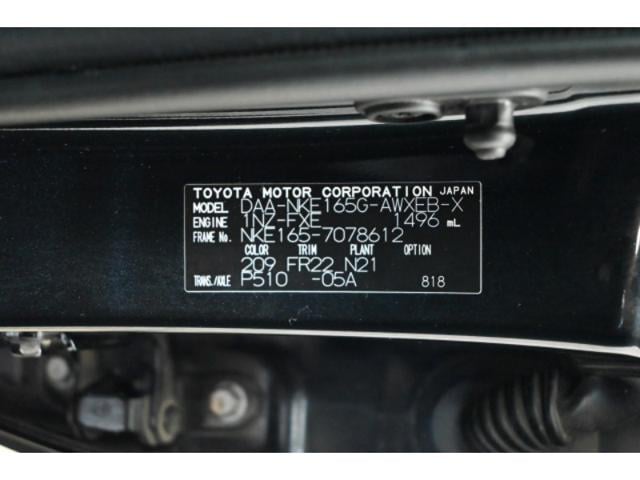 TOYOTA MOTOR CORPORATION JAPAN
MODEL DAA-NKE165G-AWXEB-X
ENGINE 1NZ-FXE 1496 mL
FRAME No. NKE165-7078612
COLOR TRIM PLANT OPTION
209 FR22 N21
TRANS./AXLE P510 -05A 818